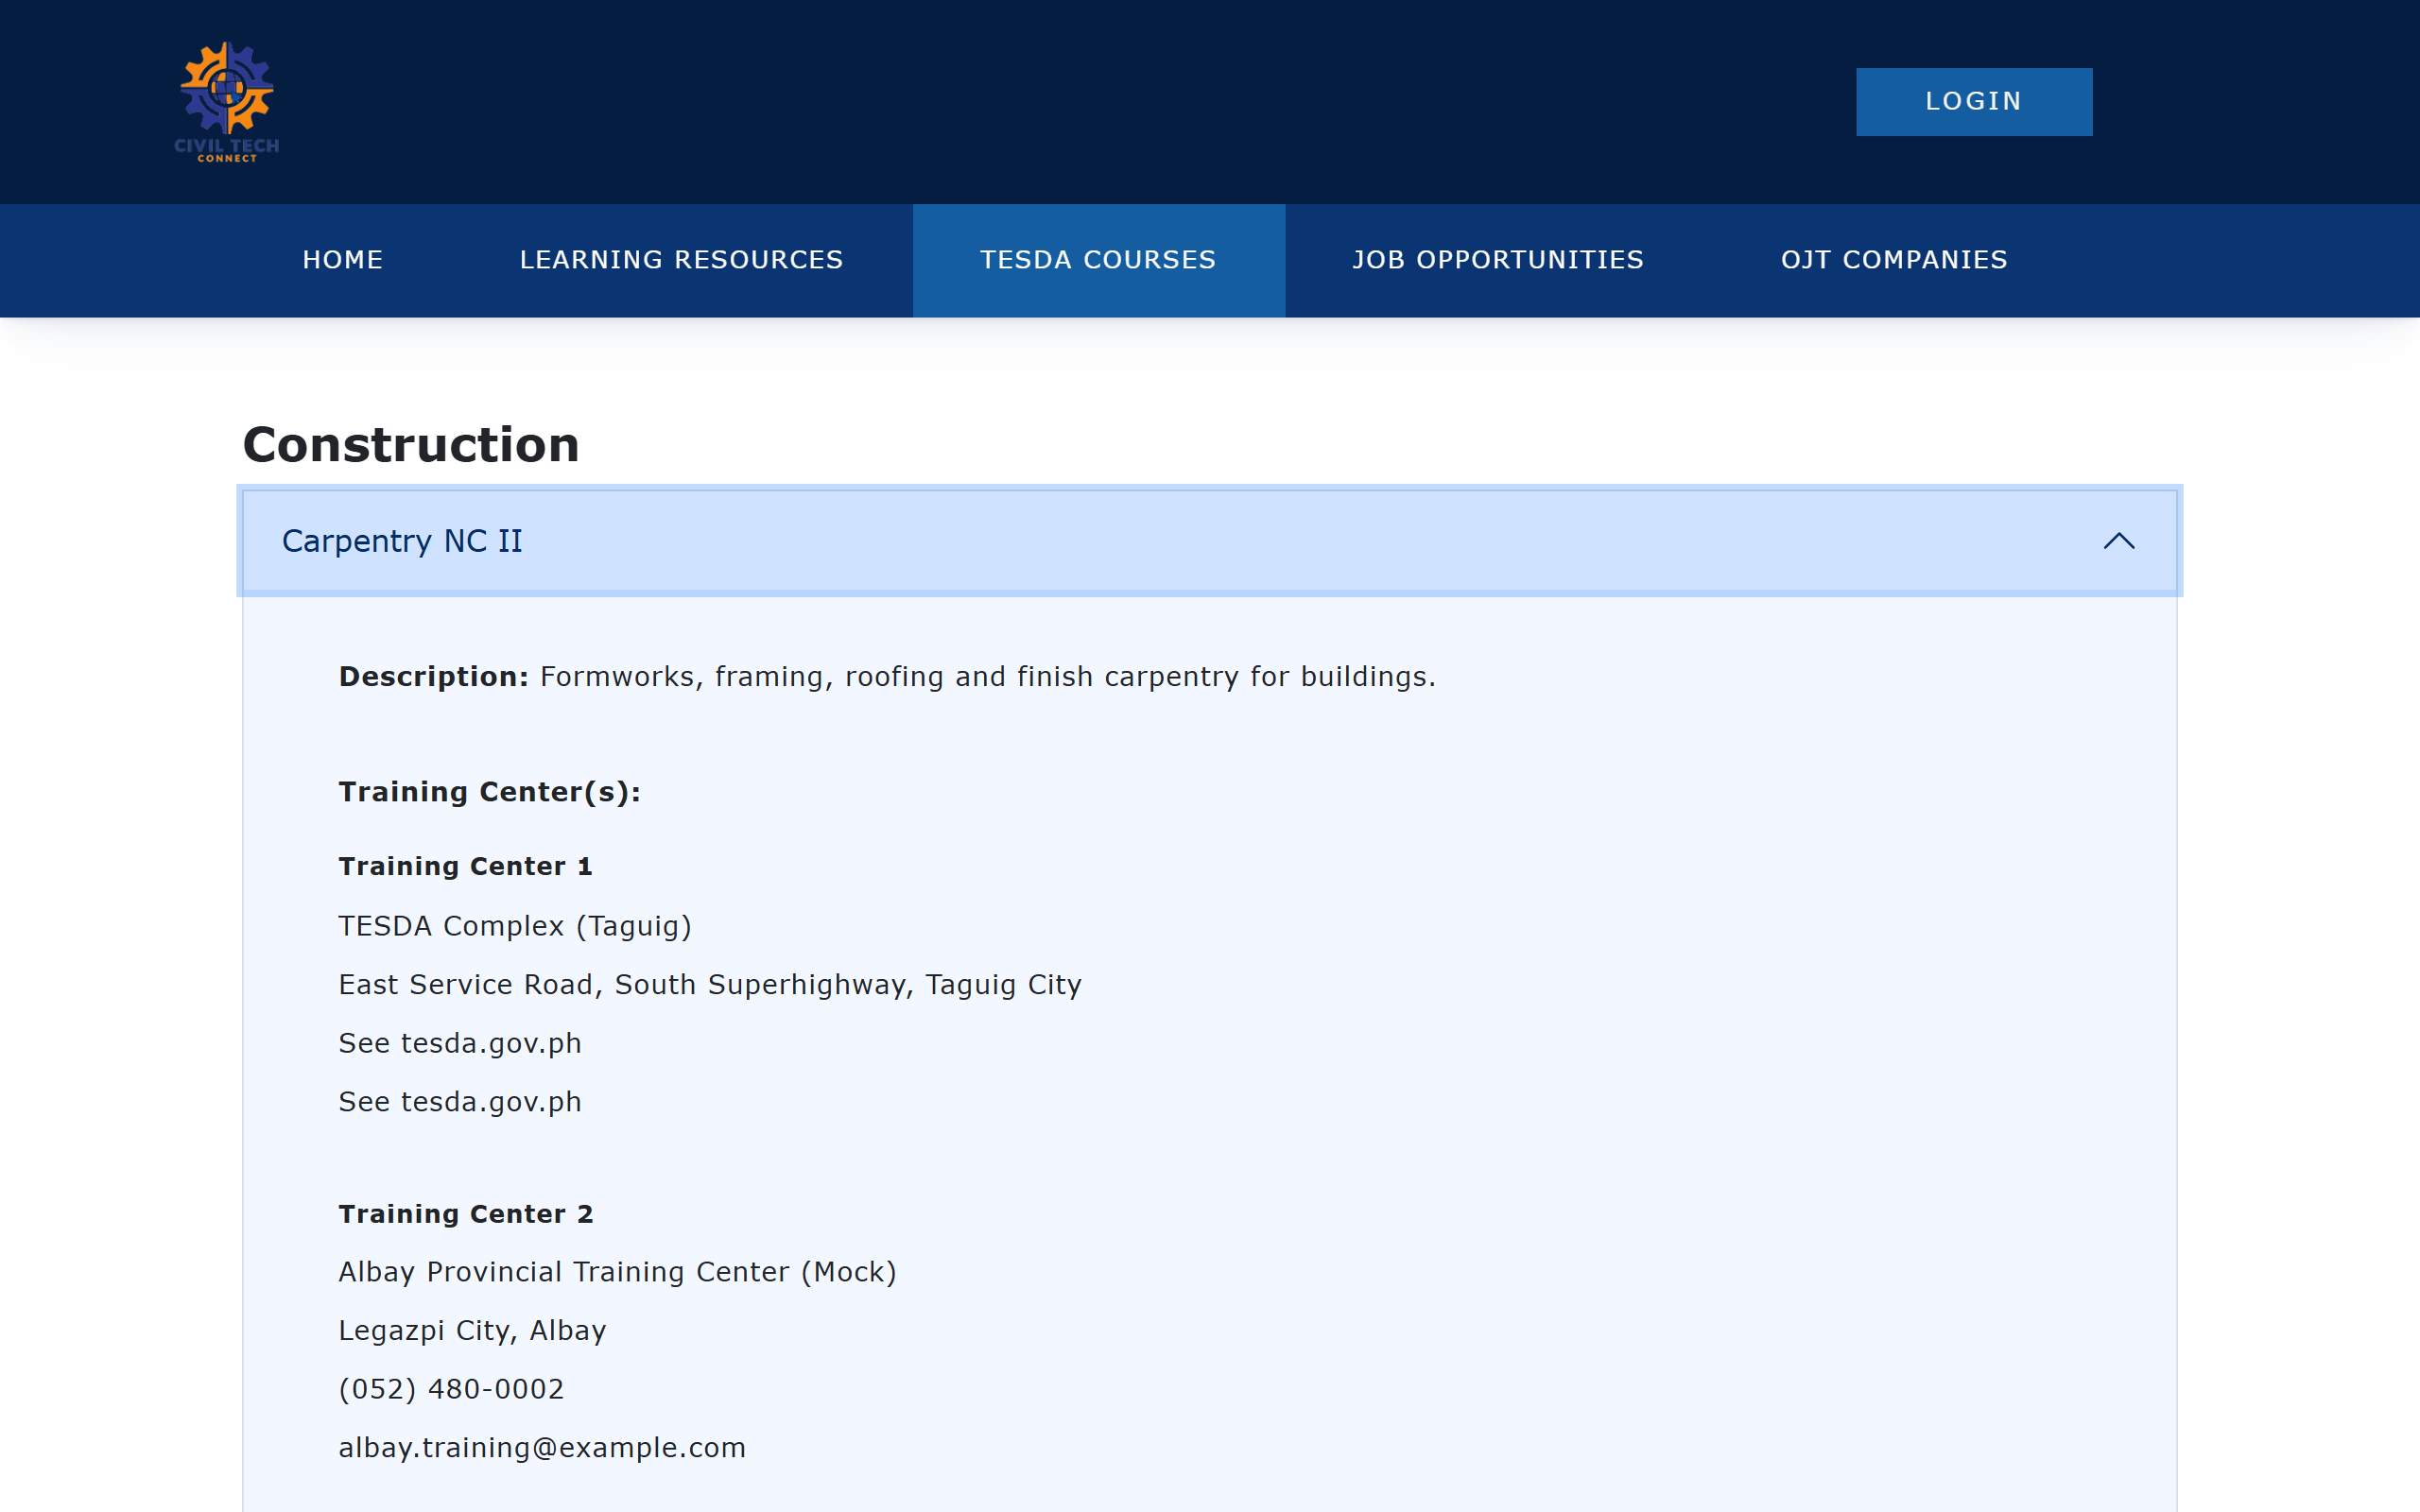 CIVIL TECH
CONNECT
LOGIN
HOME
LEARNING RESOURCES
TESDA COURSES
JOB OPPORTUNITIES
OJT COMPANIES
Construction
Carpentry NC II
Description: Formworks, framing, roofing and finish carpentry for buildings.
Training Center(s):
Training Center 1
TESDA Complex (Taguig)
East Service Road, South Superhighway, Taguig City
See tesda.gov.ph
See tesda.gov.ph
Training Center 2
Albay Provincial Training Center (Mock)
Legazpi City, Albay
(052) 480-0002
albay.training@example.com